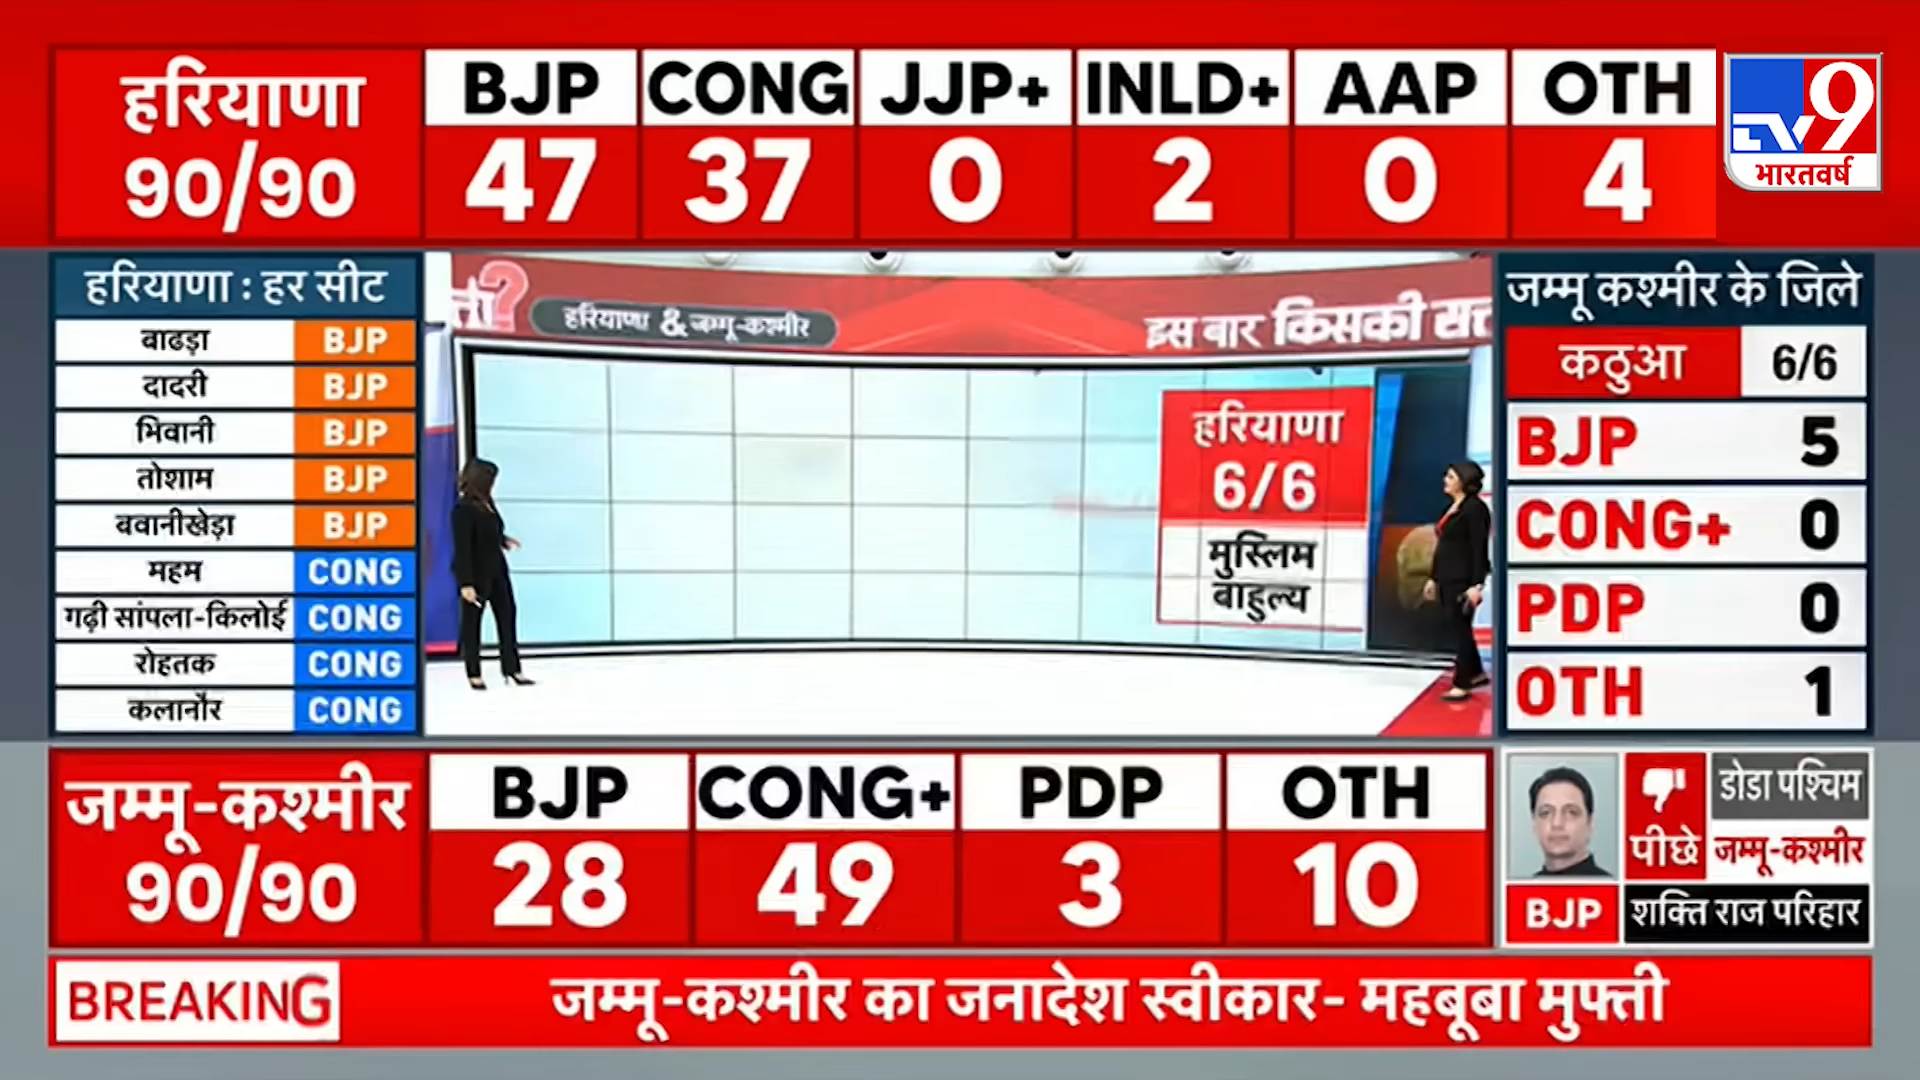 हरियाणा
90/90
BJP CONG JJP+ INLD+ AAP OTH
47 37 0 2 0 4
TV9
भारतवर्ष
हरियाणा : हर सीट
बाढड़ा BJP
दादरी BJP
भिवानी BJP
तोशाम BJP
बवानीखेड़ा BJP
महम CONG
गढ़ी सांपला-किलोई CONG
रोहतक CONG
कलानौर CONG
त्ता?
हरियाणा & जम्मू-कश्मीर
इस बार किसकी सत्त
हरियाणा
6/6
मुस्लिम
बाहुल्य
जम्मू कश्मीर के जिले
कठुआ 6/6
BJP 5
CONG+ 0
PDP 0
OTH 1
जम्मू-कश्मीर
90/90
BJP CONG+ PDP OTH
28 49 3 10
डोडा पश्चिम
पीछे जम्मू-कश्मीर
BJP शक्ति राज परिहार
BREAKING जम्मू-कश्मीर का जनादेश स्वीकार- महबूबा मुफ्ती